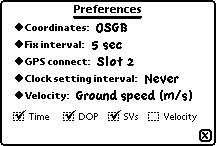 Preferences
◆Coordinates: OSGB
◆Fix interval: 5 sec
◆GPS connect: Slot 2
◆Clock setting interval: Never
◆Velocity: Ground speed (m/s)
Time DOP SVs Velocity